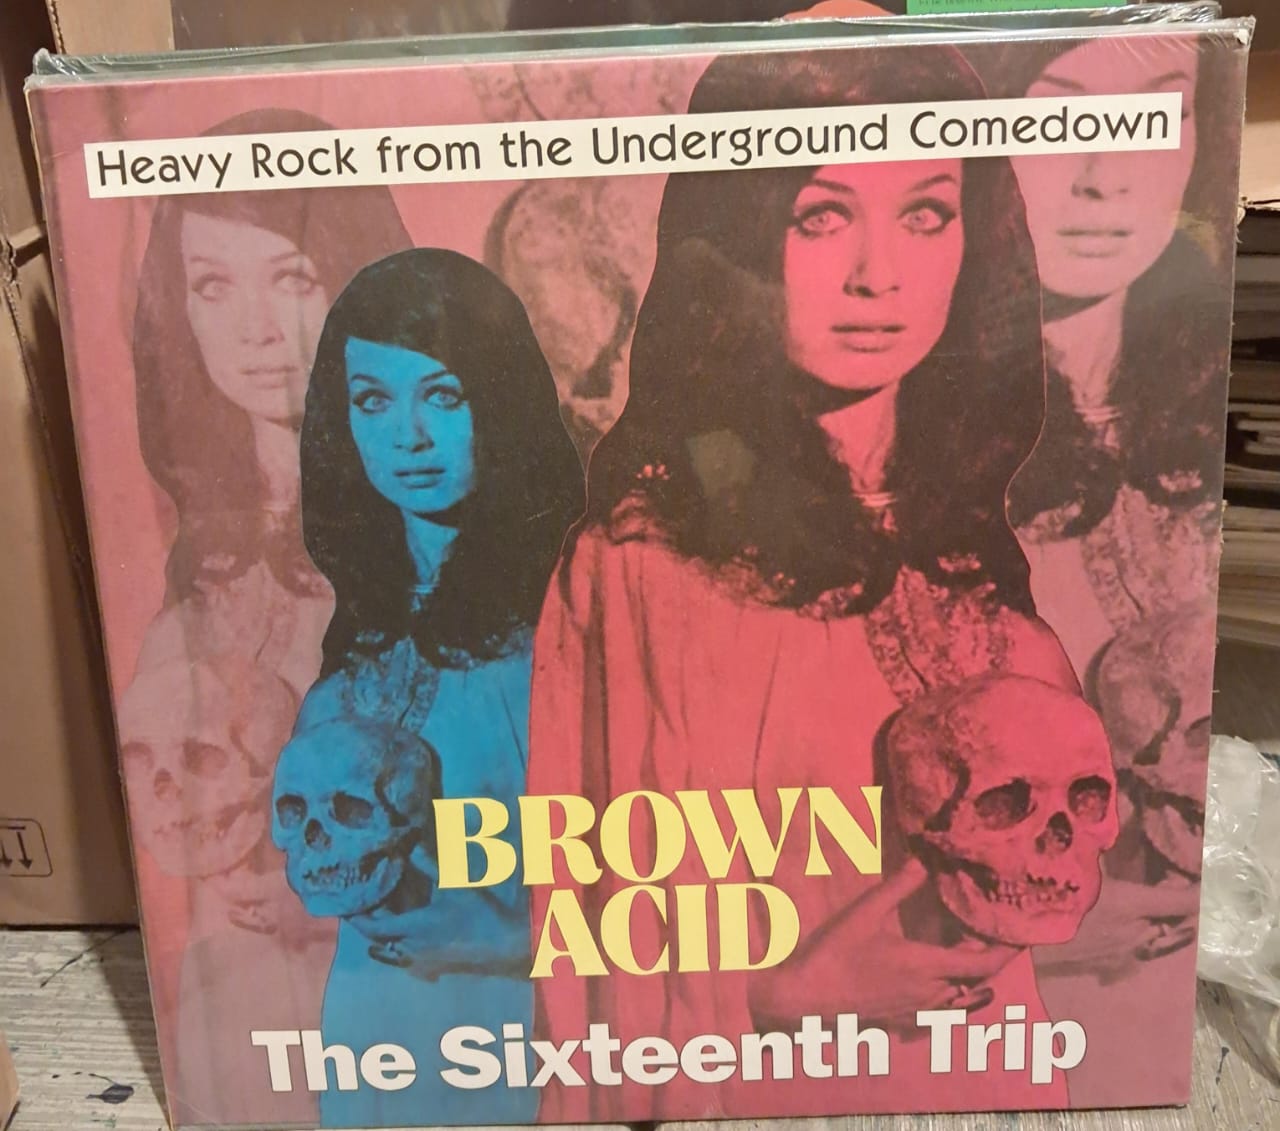 Heavy Rock from the Underground Comedown
BROWN
ACID
The Sixteenth Trip